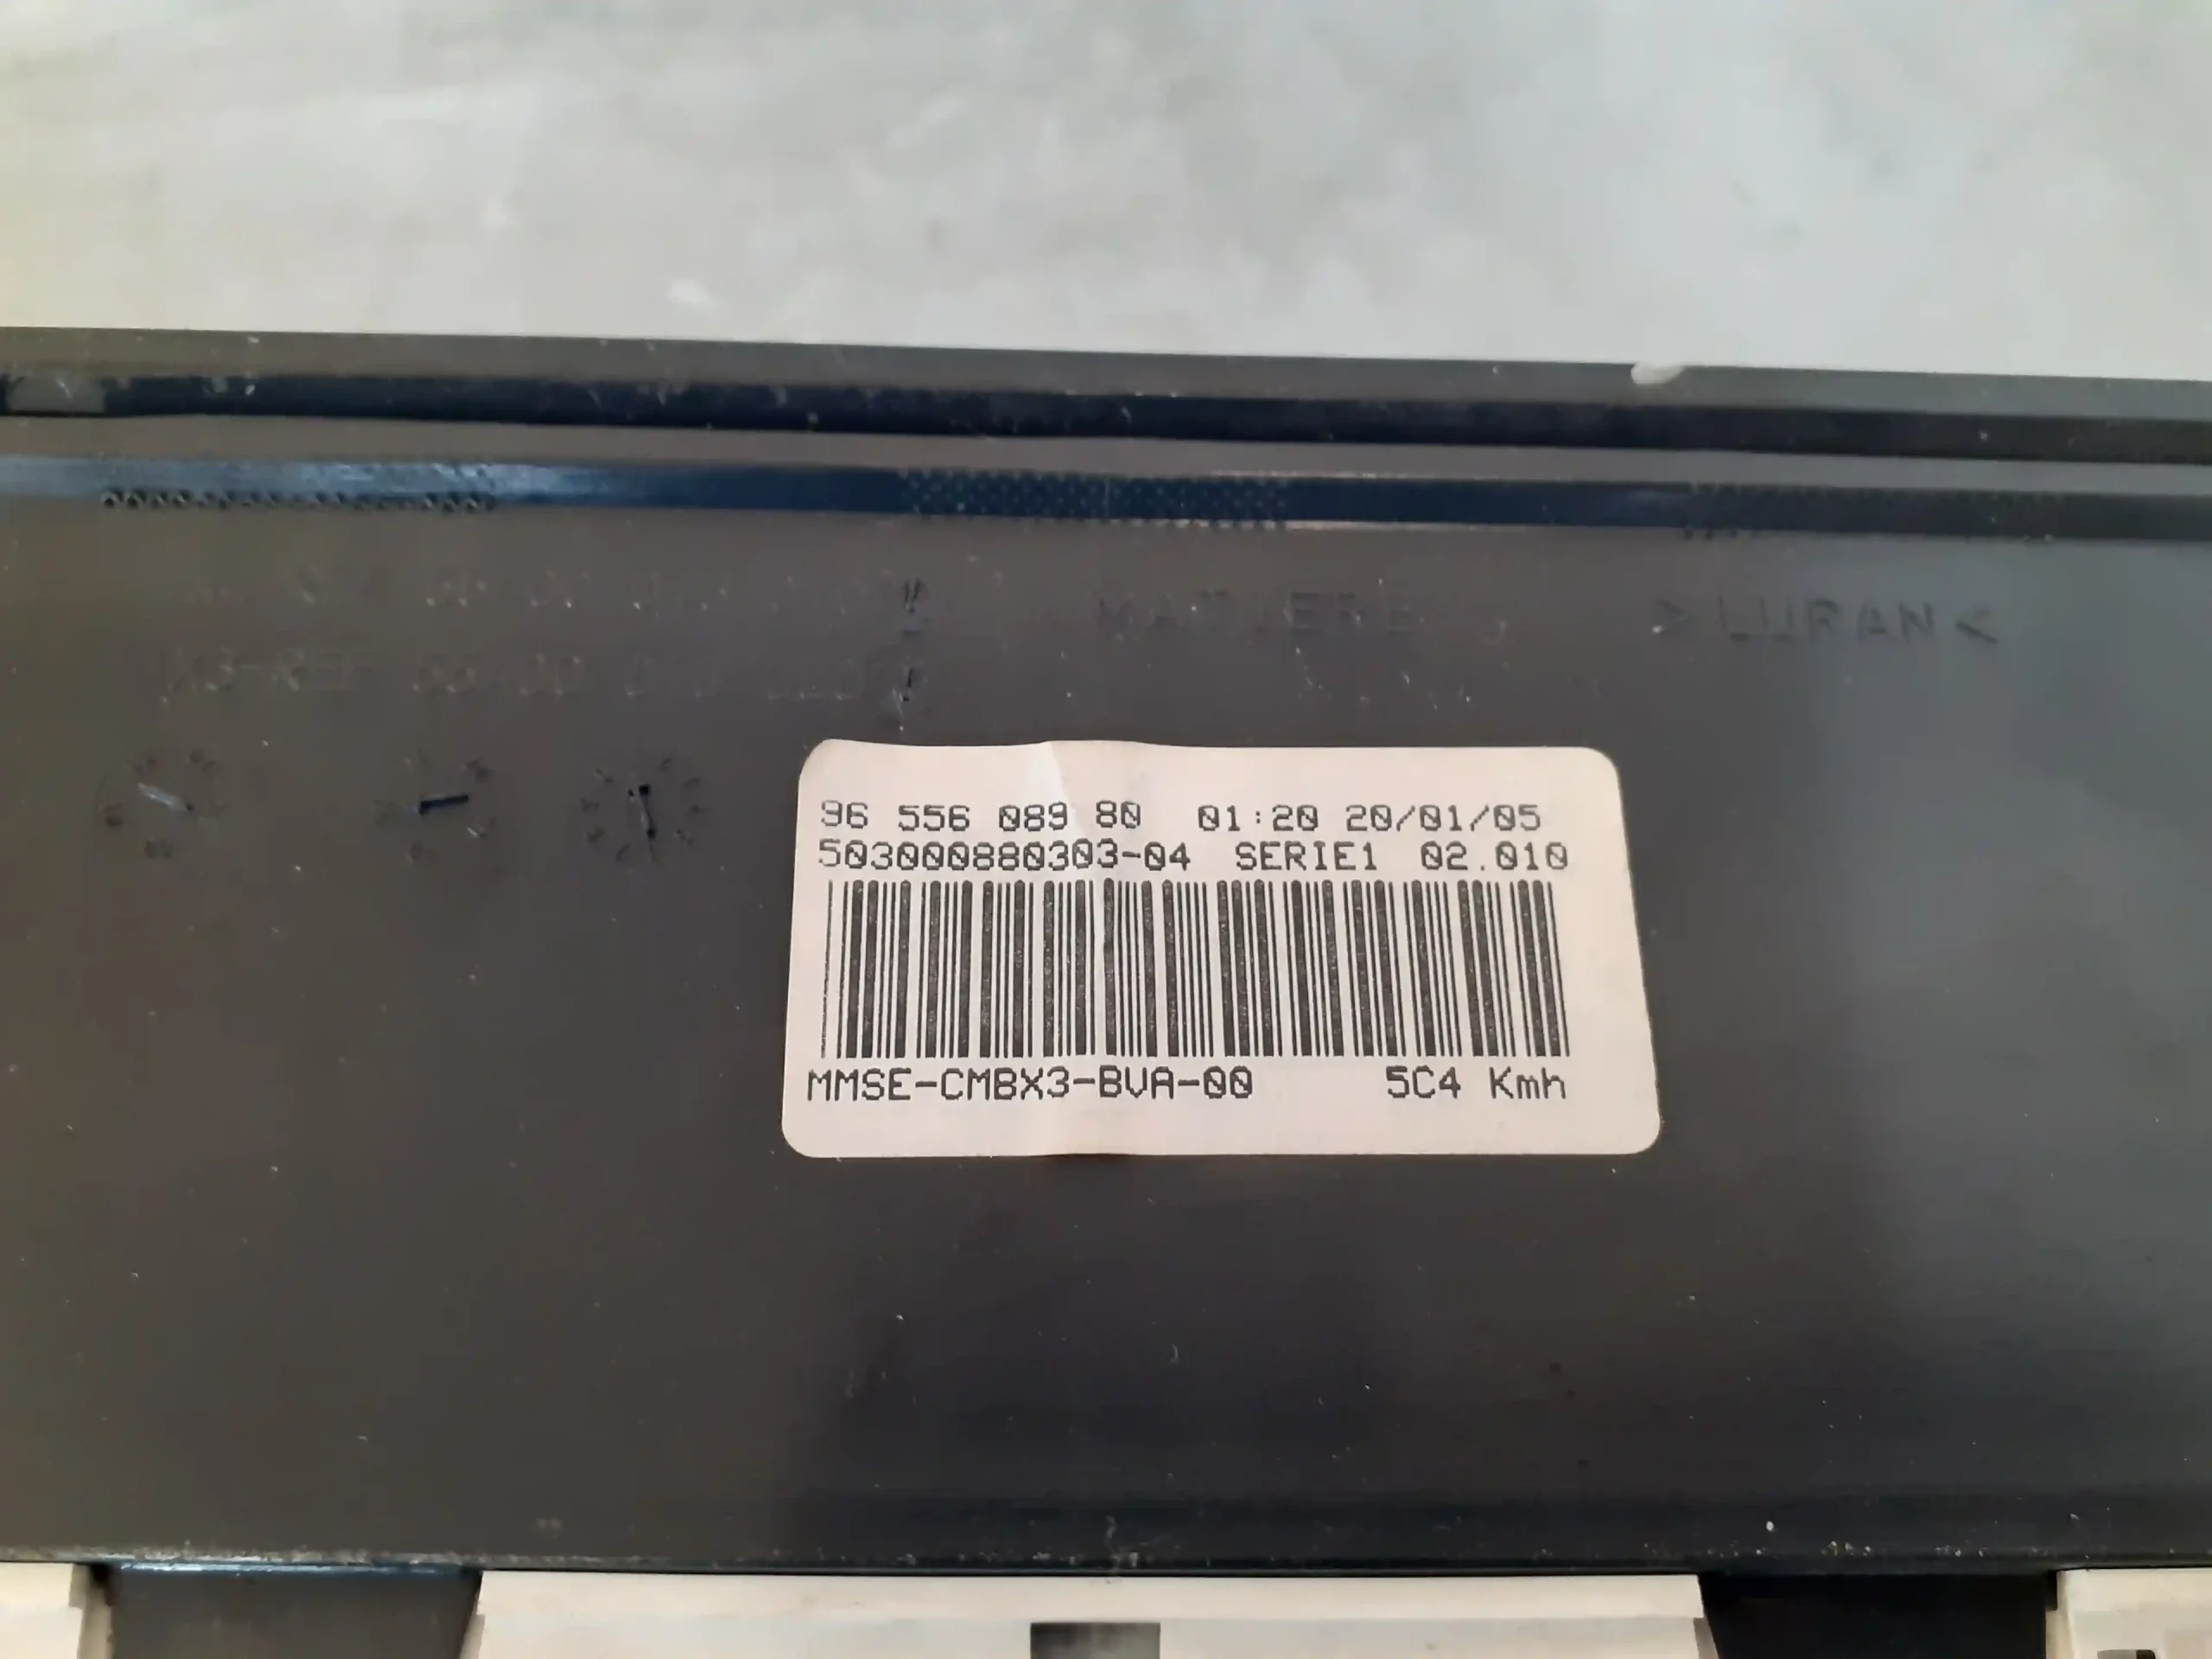 > LURAN <
96 556 089 80 01:20 20/01/05
503000880303-04 SERIE1 02.010
MMSE-CMBX3-BVA-00 5C4 Kmh